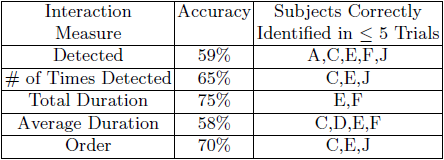 Interaction Measure Accuracy Subjects Correctly Identified in ≤ 5 Trials
Detected 59% A,C,E,F,J
# of Times Detected 65% C,E,J
Total Duration 75% E,F
Average Duration 58% C,D,E,F
Order 70% C,E,J